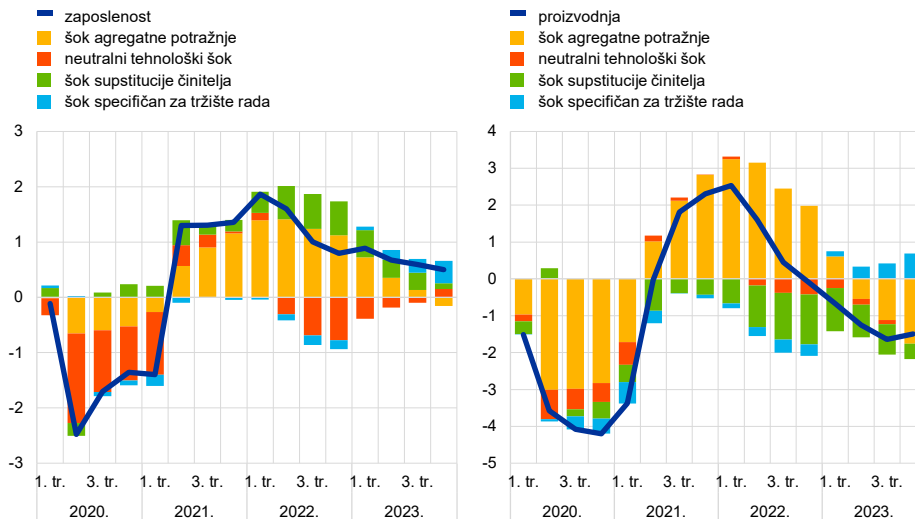 zaposlenost
šok agregatne potražnje
neutralni tehnološki šok
šok supstitucije činitelja
šok specifičan za tržište rada
3
2
1
0
-1
-2
-3
1. tr. 3. tr. 1. tr. 3. tr. 1. tr. 3. tr. 1. tr. 3. tr.
2020. 2021. 2022. 2023.
proizvodnja
šok agregatne potražnje
neutralni tehnološki šok
šok supstitucije činitelja
šok specifičan za tržište rada
4
3
2
1
0
-1
-2
-3
-4
-5
1. tr. 3. tr. 1. tr. 3. tr. 1. tr. 3. tr. 1. tr. 3. tr.
2020. 2021. 2022. 2023.